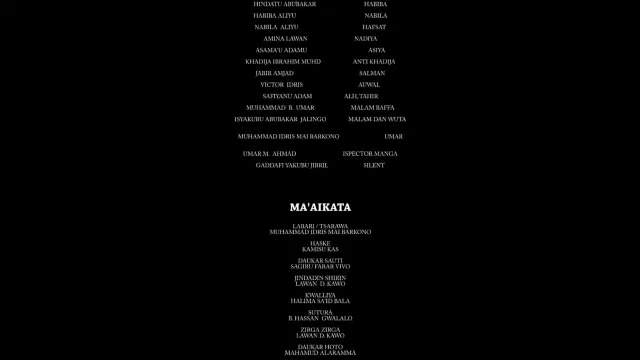 HINDATU ABUBAKAR HABIBA
HABIBA ALIYU NABILA
NABILA ALIYU HAFSAT
AMINA LAWAN NADIYA
ASAMA'U ADAMU ASIYA
KHADIJA IBRAHIM MUHD ANTI KHADIJA
JABIR AMJAD SALMAN
VICTOR IDRIS AUWAL
SAFIYANU ADAM ALH, TAHIR
MUHAMMAD B. UMAR MALAM BAFFA
ISYAKUBU ABUBAKAR JALINGO MALAM DAN WUTA
MUHAMMAD IDRIS MAI BARKONO UMAR
UMAR M. AHMAD ISPECTOR MANGA
GADDAFI YAKUBU JIBRIL SILENT
MA'AIKATA
LABARI / TSARAWA
MUHAMMAD IDRIS MAI BARKONO
HASKE
KAMISU KAS
DAUKAR SAUTI
SAGIRU FABAR VIVO
JINDADIN SHIRIN
LAWAN D. KAWO
KWALLIYA
HALIMA SA'ID BALA
SUTURA
B. HASSAN GWALALO
ZIRGA ZIRGA
LAWAN D. KAWO
DAUKAR HOTO
MAHAMUD ALARAMMA